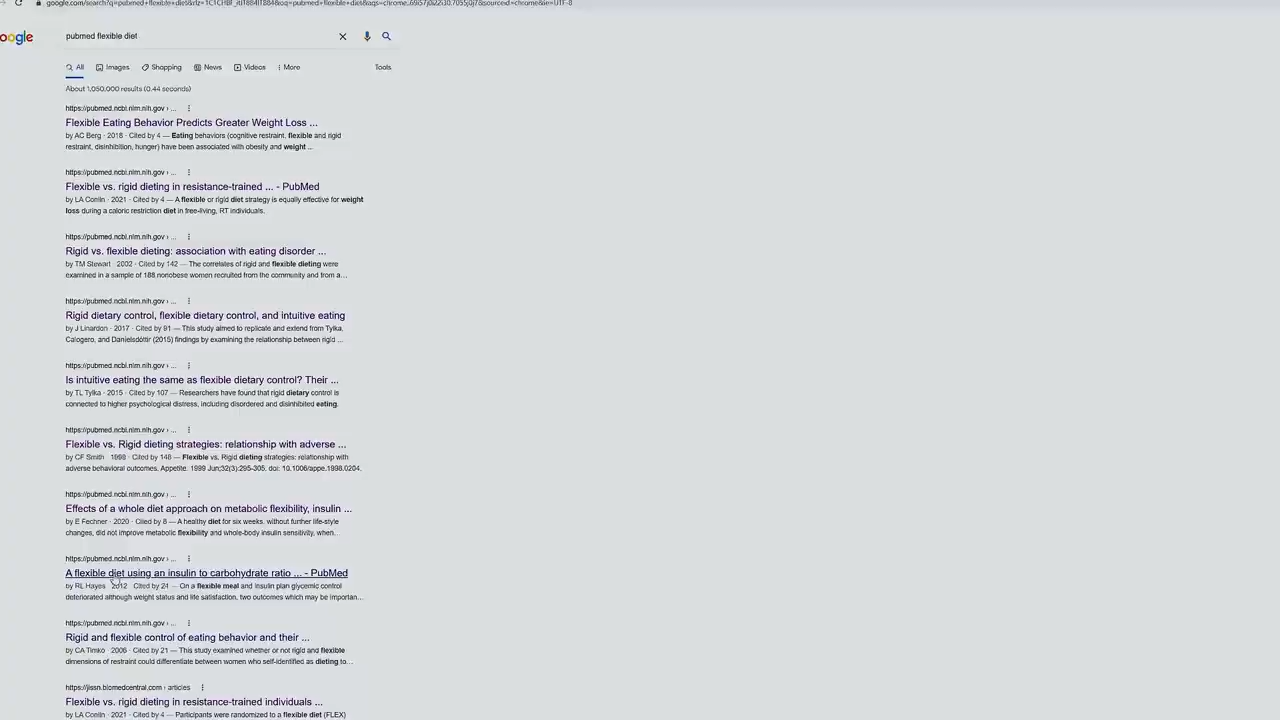 oogle
pubmed flexible diet
All Images Shopping News Videos More Tools
About 1,050,000 results (0.44 seconds)
https://pubmed.ncbi.nlm.nih.gov › ...
Flexible Eating Behavior Predicts Greater Weight Loss ...
by AC Berg · 2018 · Cited by 4 — Eating behaviors (cognitive restraint, flexible and rigid
restraint, disinhibition, hunger) have been associated with obesity and weight ...
https://pubmed.ncbi.nlm.nih.gov › ...
Flexible vs. rigid dieting in resistance-trained ... - PubMed
by LA Conlin · 2021 · Cited by 4 — A flexible or rigid diet strategy is equally effective for weight
loss during a caloric restriction diet in free-living, RT individuals.
https://pubmed.ncbi.nlm.nih.gov › ...
Rigid vs. flexible dieting: association with eating disorder ...
by TM Stewart · 2002 · Cited by 142 — The correlates of rigid and flexible dieting were
examined in a sample of 188 nonobese women recruited from the community and from a...
https://pubmed.ncbi.nlm.nih.gov › ...
Rigid dietary control, flexible dietary control, and intuitive eating
by J Linardon · 2017 · Cited by 91 — This study aimed to replicate and extend from Tylka,
Calogero, and Danielsdóttir (2015) findings by examining the relationship between rigid ...
https://pubmed.ncbi.nlm.nih.gov › ...
Is intuitive eating the same as flexible dietary control? Their ...
by TL Tylka · 2015 · Cited by 107 — Researchers have found that rigid dietary control is
connected to higher psychological distress, including disordered and disinhibited eating.
https://pubmed.ncbi.nlm.nih.gov › ...
Flexible vs. Rigid dieting strategies: relationship with adverse ...
by CF Smith · 1998 · Cited by 146 — Flexible vs. Rigid dieting strategies: relationship with
adverse behavioral outcomes. Appetite. 1999 Jun;32(3):295-305. doi: 10.1006/appe.1998.0204.
https://pubmed.ncbi.nlm.nih.gov › ...
Effects of a whole diet approach on metabolic flexibility, insulin ...
by E Fechner · 2020 · Cited by 8 — A healthy diet for six weeks, without further life-style
changes, did not improve metabolic flexibility and whole-body insulin sensitivity, when...
https://pubmed.ncbi.nlm.nih.gov › ...
A flexible diet using an insulin to carbohydrate ratio ... - PubMed
by RL Hayes · 2012 · Cited by 24 — On a flexible meal and insulin plan glycemic control
deteriorated although weight status and life satisfaction, two outcomes which may be importan...
https://pubmed.ncbi.nlm.nih.gov › ...
Rigid and flexible control of eating behavior and their ...
by CA Timko · 2006 · Cited by 21 — This study examined whether or not rigid and flexible
dimensions of restraint could differentiate between women who self-identified as dieting to...
https://jissn.biomedcentral.com › articles
Flexible vs. rigid dieting in resistance-trained individuals ...
by LA Conlin · 2021 · Cited by 4 — Participants were randomized to a flexible diet (FLEX)